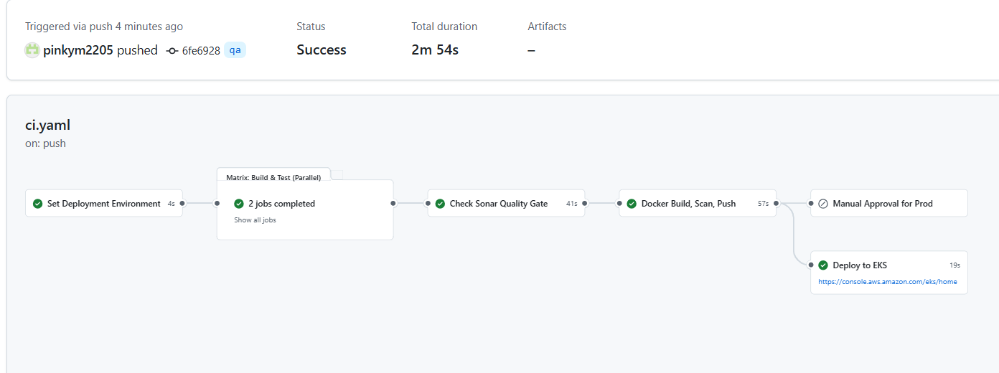 Triggered via push 4 minutes ago
pinkym2205 pushed 6fe6928 qa
Status
Success
Total duration
2m 54s
Artifacts
–
ci.yaml
on: push
Set Deployment Environment 4s
Matrix: Build & Test (Parallel)
2 jobs completed
Show all jobs
Check Sonar Quality Gate 41s
Docker Build, Scan, Push 57s
Manual Approval for Prod
Deploy to EKS 19s
https://console.aws.amazon.com/eks/home